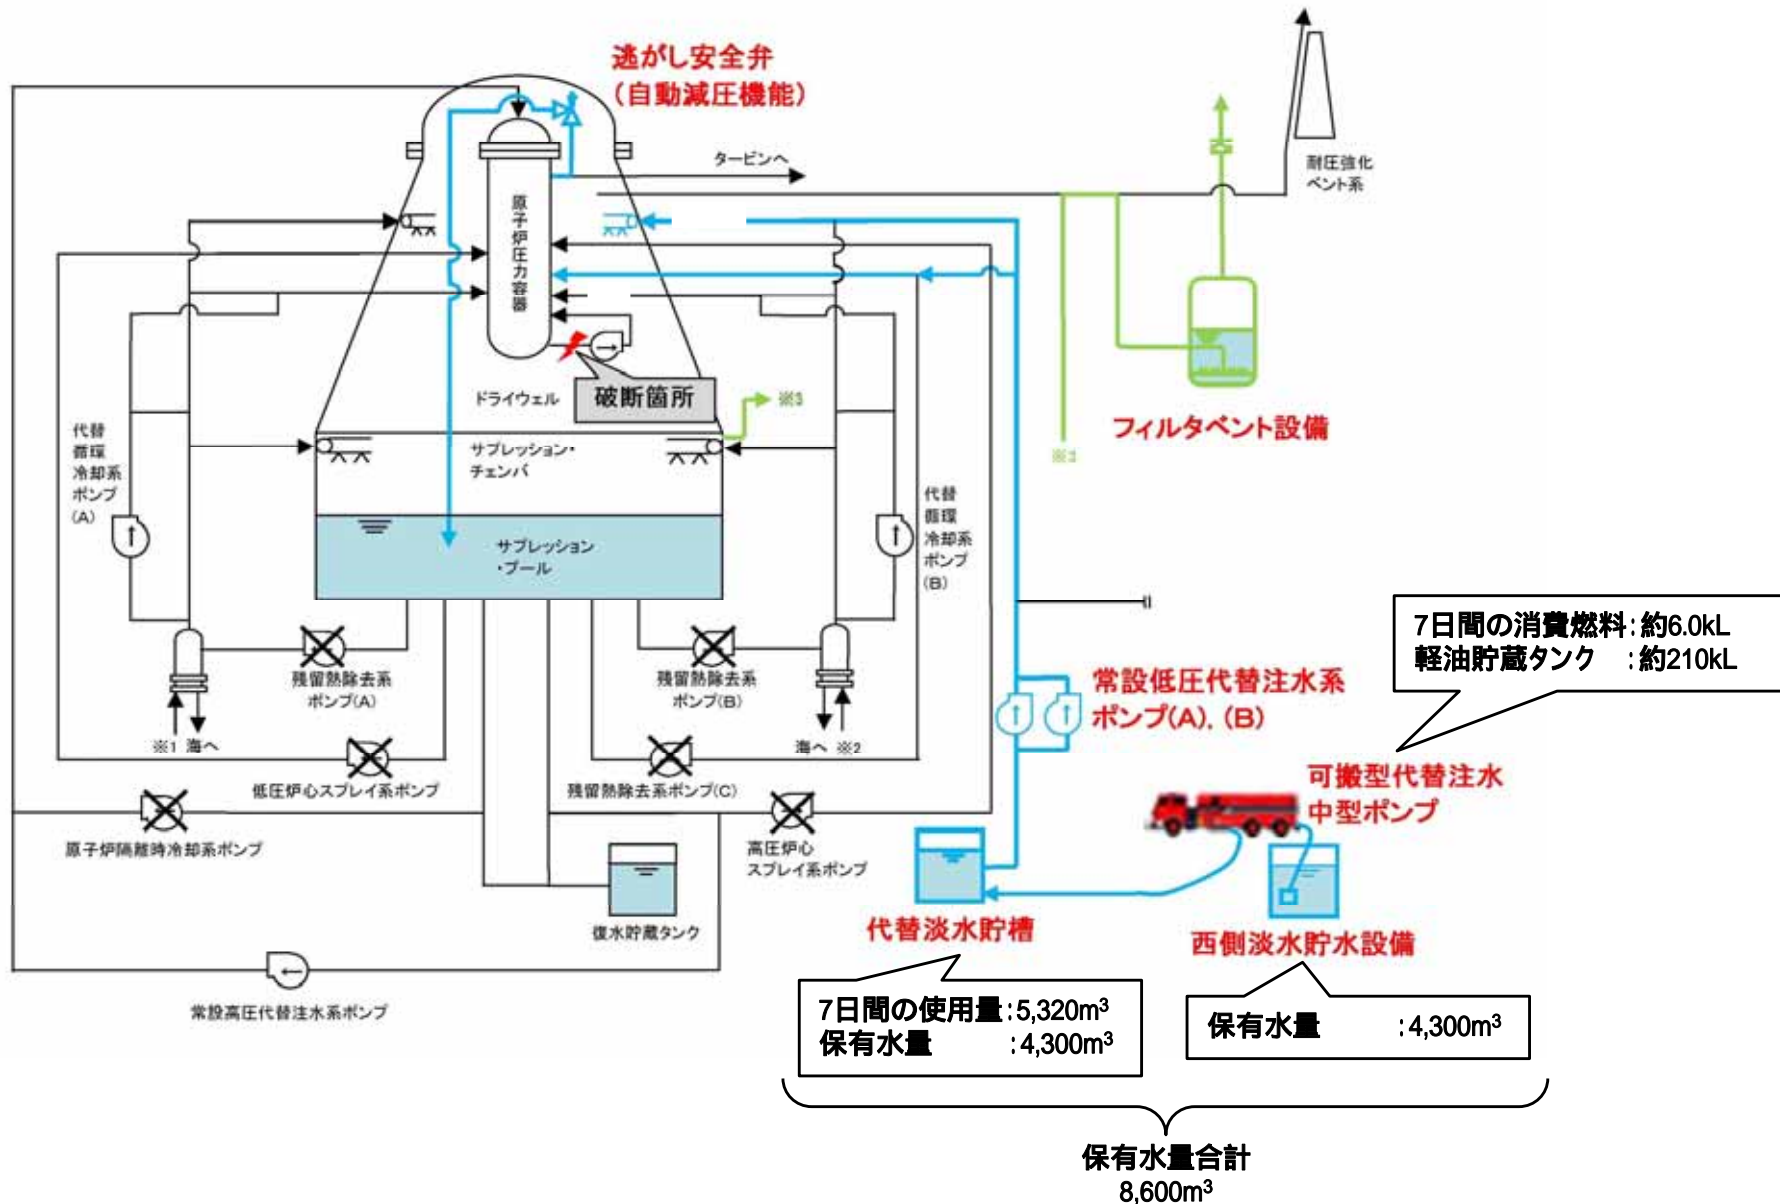 逃がし安全弁
(自動減圧機能)
タービンへ
耐圧強化
ベント系
原子炉圧力容器
ドライウェル
破断箇所
※3
※3
フィルタベント設備
サプレッション・
チェンバ
サプレッション
・プール
代替
循環
冷却系
ポンプ
(A)
代替
循環
冷却系
ポンプ
(B)
残留熱除去系
ポンプ(A)
残留熱除去系
ポンプ(B)
※1 海へ
海へ ※2
低圧炉心スプレイ系ポンプ
残留熱除去系ポンプ(C)
原子炉隔離時冷却系ポンプ
高圧炉心
スプレイ系ポンプ
復水貯蔵タンク
常設高圧代替注水系ポンプ
常設低圧代替注水系
ポンプ(A), (B)
7日間の消費燃料:約6.0kL
軽油貯蔵タンク :約210kL
可搬型代替注水
中型ポンプ
代替淡水貯槽
西側淡水貯水設備
7日間の使用量:5,320m³
保有水量 :4,300m³
保有水量 :4,300m³
保有水量合計
8,600m³